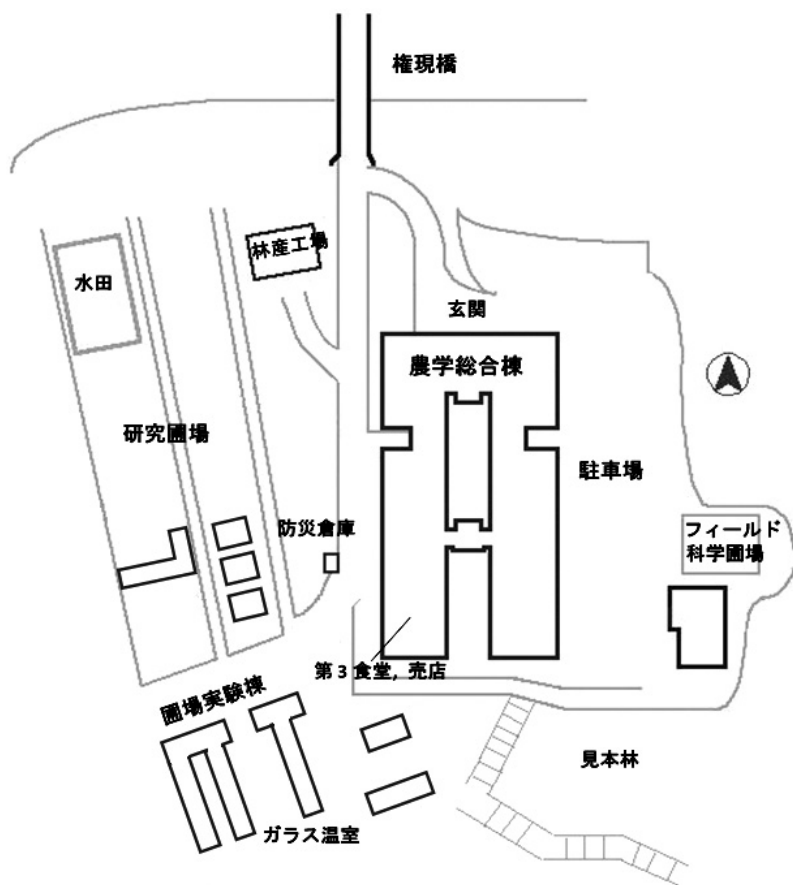 権現橋
林産工場
水田
玄関
農学総合棟
研究圃場
駐車場
防災倉庫
フィールド
科学圃場
第3食堂, 売店
圃場実験棟
見本林
ガラス温室